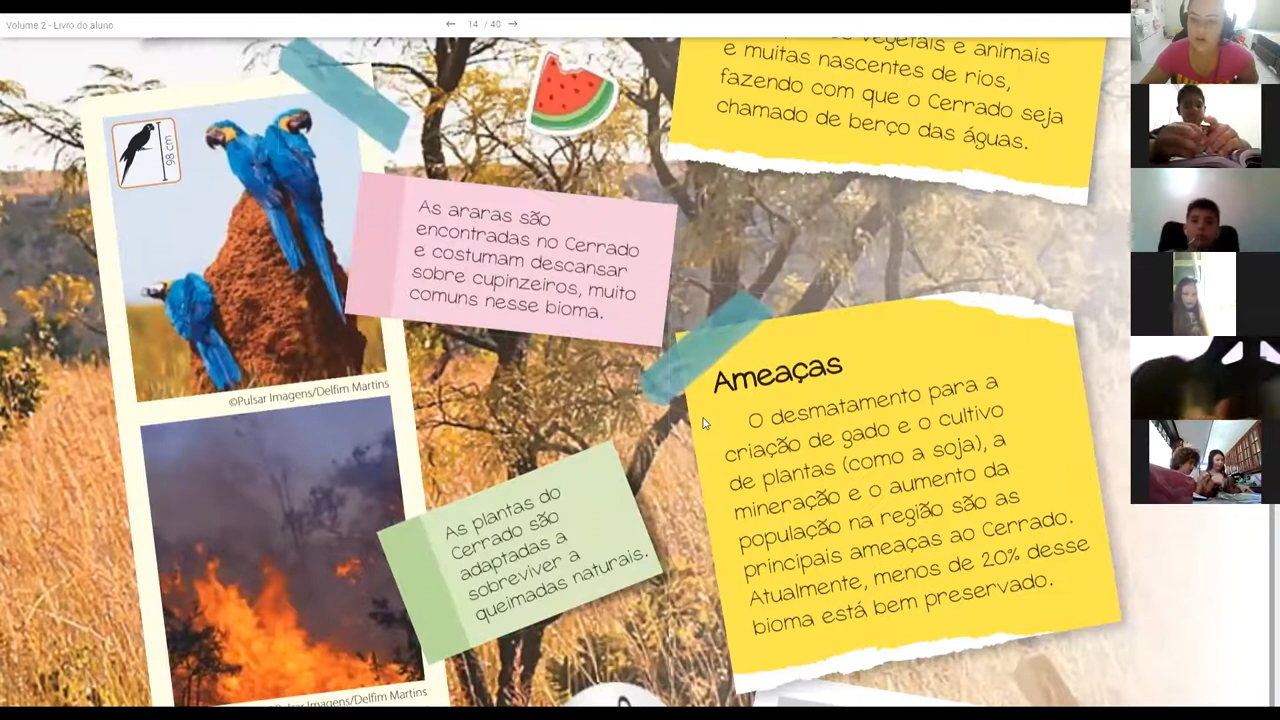 Volume 2 - Livro do aluno
← 14 / 40 →
vegetais e animais
e muitas nascentes de rios,
fazendo com que o Cerrado seja
chamado de berço das águas.
98 cm
As araras são
encontradas no Cerrado
e costumam descansar
sobre cupinzeiros, muito
comuns nesse bioma.
©Pulsar Imagens/Delfim Martins
Ameaças
O desmatamento para a
criação de gado e o cultivo
de plantas (como a soja), a
mineração e o aumento da
população na região são as
principais ameaças ao Cerrado.
Atualmente, menos de 20% desse
bioma está bem preservado.
As plantas do
Cerrado são
adaptadas a
sobreviver a
queimadas naturais.
Pulsar Imagens/Delfim Martins